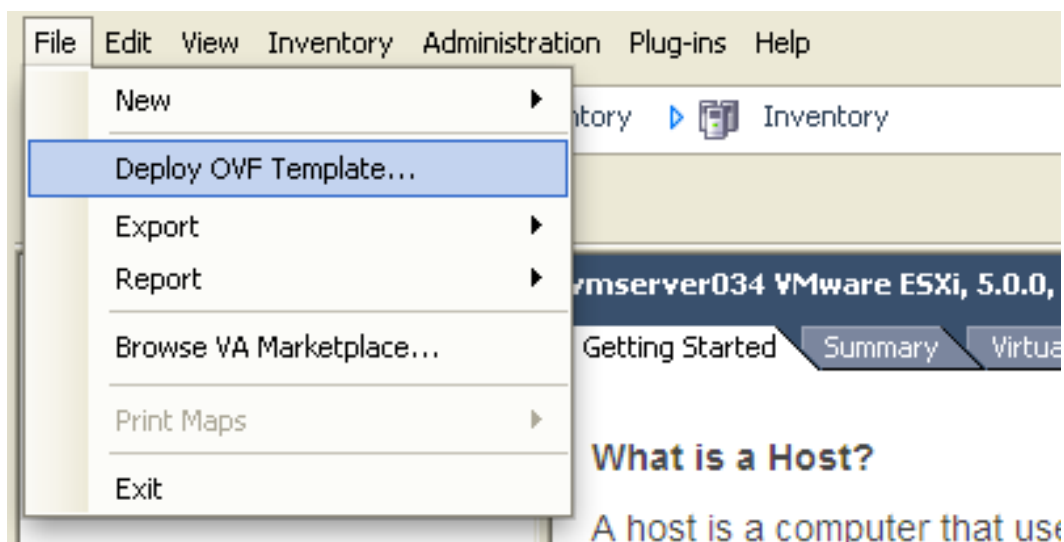 File Edit View Inventory Administration Plug-ins Help
New
Inventory
Deploy OVF Template...
Export
Report
vmserver034 VMware ESXi, 5.0.0,
Browse VA Marketplace...
Getting Started Summary
Print Maps
What is a Host?
Exit
A host is a computer that